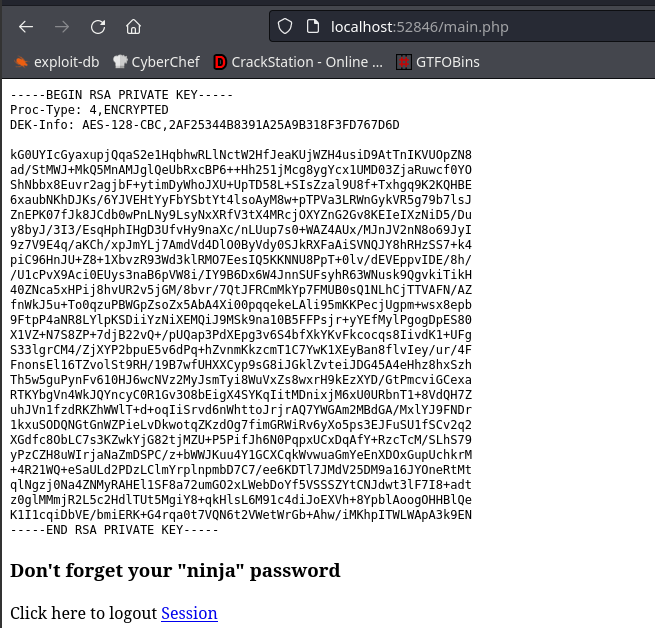 localhost:52846/main.php
exploit-db CyberChef CrackStation - Online ... GTFOBins
-----BEGIN RSA PRIVATE KEY-----
Proc-Type: 4,ENCRYPTED
DEK-Info: AES-128-CBC,2AF25344B8391A25A9B318F3FD767D6D
kG0UYIcGyaxupjQqaS2e1HqbhwRLlNctW2HfJeaKUjWZH4usiD9AtTnIKVUOpZN8
ad/StMWJ+MkQ5MnAMJglQeUbRxcBP6++Hh251jMcg8ygYcx1UMD03ZjaRuwcf0YO
ShNbbx8Euvr2agjbF+ytimDyWhoJXU+UpTD58L+SIsZzal9U8f+Txhgq9K2KQHBE
6xaubNKhDJKs/6YJVEHtYyFbYSbtYt4lsoAyM8w+pTPVa3LRWnGykVR5g79b7lsJ
ZnEPK07fJk8JCdb0wPnLNy9LsyNxXRfV3tX4MRcjOXYZnG2Gv8KEIeIXzNiD5/Du
y8byJ/3I3/EsqHphIHgD3UfvHy9naXc/nLUup7s0+WAZ4AUx/MJnJV2nN8o69JyI
9z7V9E4q/aKCh/xpJmYLj7AmdVd4DlO0ByVdy0SJkRXFaAiSVNQJY8hRHzSS7+k4
piC96HnJU+Z8+1XbvzR93Wd3klRMO7EesIQ5KKNNU8PpT+0lv/dEVEppvIDE/8h/
/U1cPvX9Aci0EUys3naB6pVW8i/IY9B6Dx6W4JnnSUFsyhR63WNusk9QgvkiTikH
40ZNca5xHPij8hvUR2v5jGM/8bvr/7QtJFRCmMkYp7FMUB0sQ1NLhCjTTVAFN/AZ
fnWkJ5u+To0qzuPBWGpZsoZx5AbA4Xi00pqqekeLAli95mKKPecjUgpm+wsx8epb
9FtpP4aNR8LYlpKSDiiYzNiXEMQiJ9MSk9na10B5FFPsjr+yYEfMylPgogDpES80
X1VZ+N7S8ZP+7djB22vQ+/pUQap3PdXEpg3v6S4bfXkYKvFkcocqs8IivdK1+UFg
S33lgrCM4/ZjXYP2bpuE5v6dPq+hZvnmKkzcmT1C7YwK1XEyBan8flvIey/ur/4F
FnonsEl16TZvolSt9RH/19B7wfUHXXCyp9sG8iJGklZvteiJDG45A4eHhz8hxSzh
Th5w5guPynFv610HJ6wcNVz2MyJsmTyi8WuVxZs8wxrH9kEzXYD/GtPmcviGCexa
RTKYbgVn4WkJQYncyC0R1Gv3O8bEigX4SYKqIitMDnixjM6xU0URbnT1+8VdQH7Z
uhJVn1fzdRKZhWWlT+d+oqIiSrvd6nWhttoJrjrAQ7YWGAm2MBdGA/MxlYJ9FNDr
1kxuSODQNGtGnWZPieLvDkwotqZKzdOg7fimGRWiRv6yXo5ps3EJFuSU1fSCv2q2
XGdfc8ObLC7s3KZwkYjG82tjMZU+P5PifJh6N0PqpxUCxDqAfY+RzcTcM/SLhS79
yPzCZH8uWIrjaNaZmDSPC/z+bWWJKuu4Y1GCXCqKWOwwuaGmYeEnXDxGupUchkrM
+4R21WQ+eSaULd2PDzLClmYrplnpmbD7C7/ee6KDTl7JMdV25DM9a16JYOneRtMt
qlNgzj0Na4ZNMyRAHEl1SF8a72umGO2xLWebDoYf5VSSSZYtCNJdwt3lF7I8+adt
z0glMMmjR2L5c2HdlTUt5MgiY8+qkHlsL6M91c4diJoEXVh+8YpblAoogOHHBlQe
K1I1cqiDbVE/bmiERK+G4rqa0t7VQN6t2VWetWrGb+Ahw/iMKhpITWLWApA3k9EN
-----END RSA PRIVATE KEY-----
Don't forget your "ninja" password
Click here to logout Session